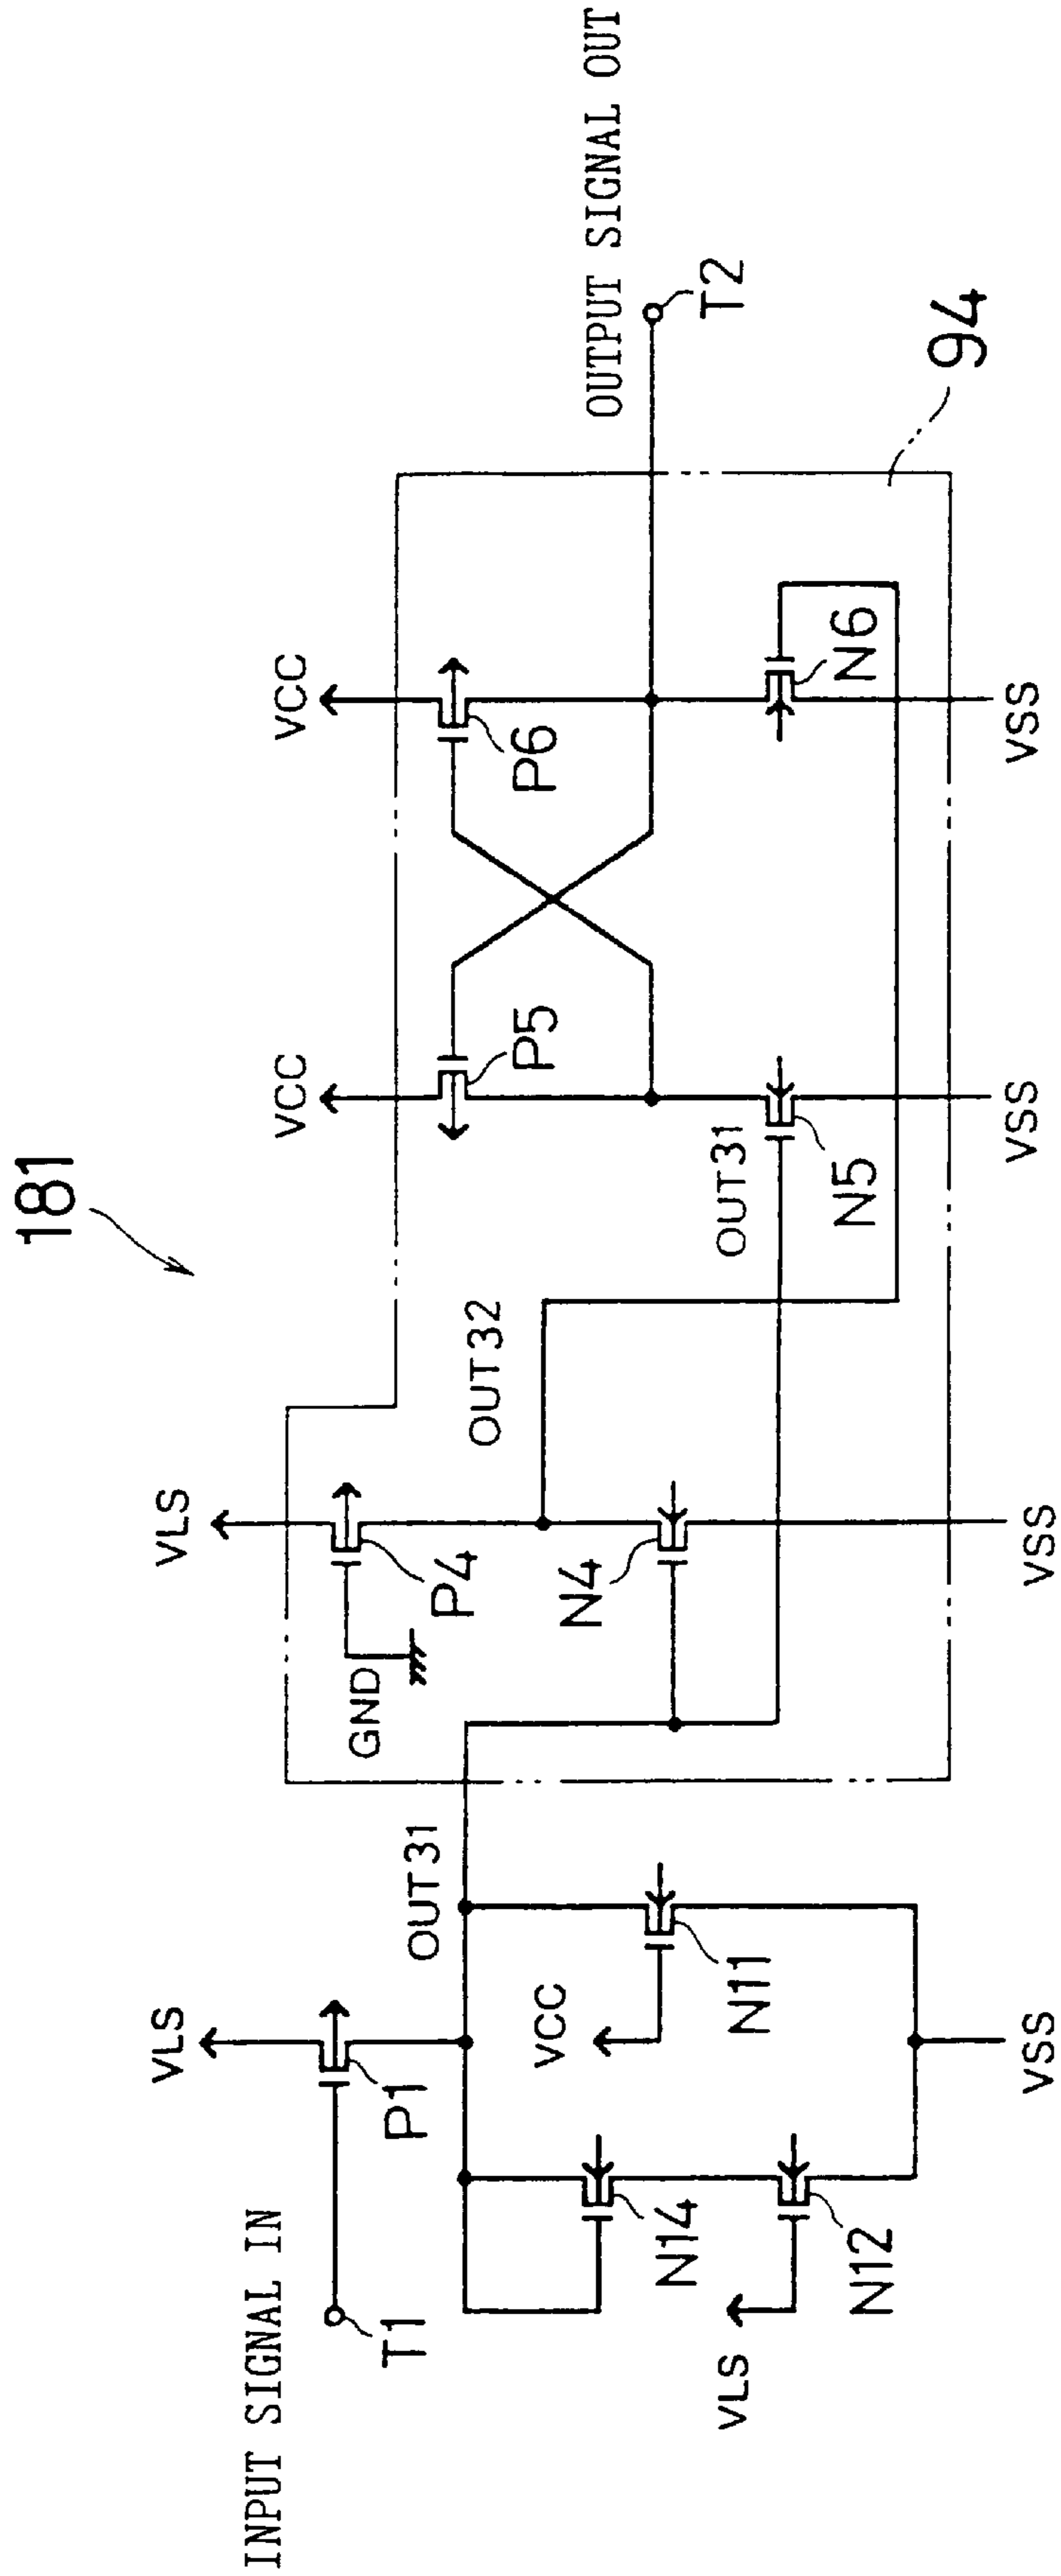 181
INPUT SIGNAL IN
T1
VLS
P1
N14
VLS
N12
VCC
N11
VSS
OUT31
GND
VLS
P4
N4
VSS
OUT32
OUT31
VCC
P5
N5
VSS
VCC
P6
N6
VSS
94
T2
OUTPUT SIGNAL OUT